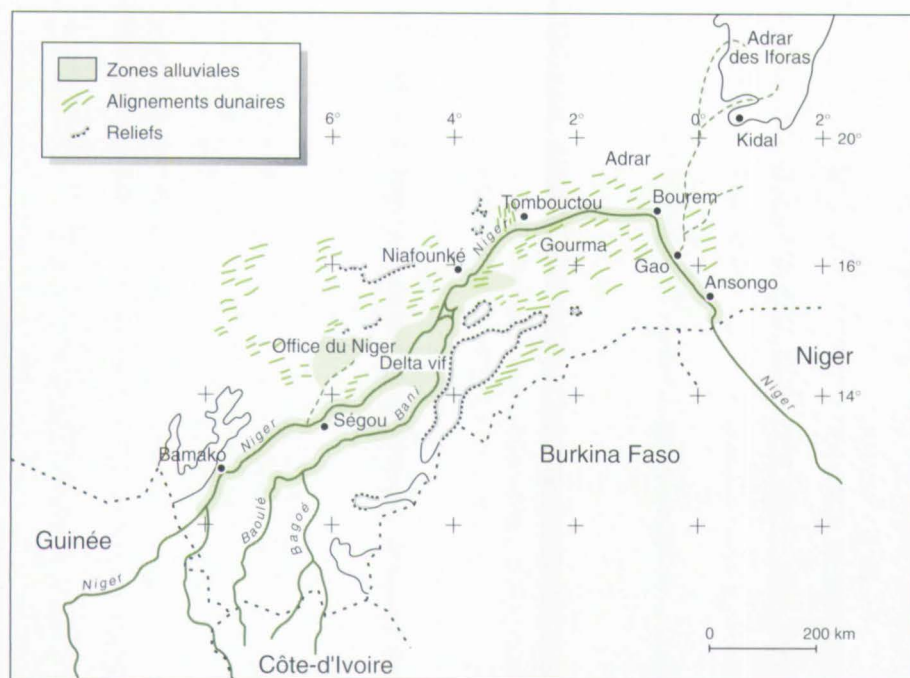 Zones alluviales
Alignements dunaires
Reliefs
Adrar
des Iforas
6°
4°
2°
0°
2°
20°
Kidal
Adrar
Tombouctou
Bourem
Niger
Gourma
Niafounké
Gao
16°
Ansongo
Office du Niger
Delta vif
Niger
Niger
14°
Bani
Ségou
Niger
Bamako
Burkina Faso
Baoulé
Bagoé
Guinée
Niger
0
200 km
Côte-d'Ivoire